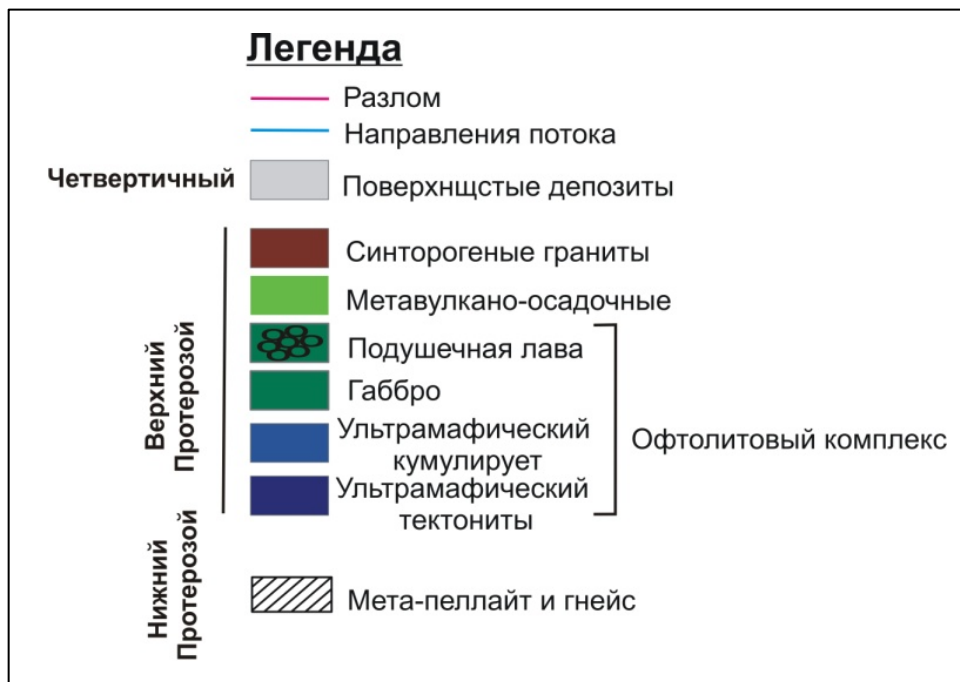 Легенда
Разлом
Направления потока
Четвертичный
Поверхнщстые депозиты
Синторогеные граниты
Метавулкано-осадочные
Подушечная лава
Габбро
Ультрамафический
кумулирует
Ультрамафический
тектониты
Офтолитовый комплекс
Верхний
Протерозой
Мета-пеллайт и гнейс
Нижний
Протерозой